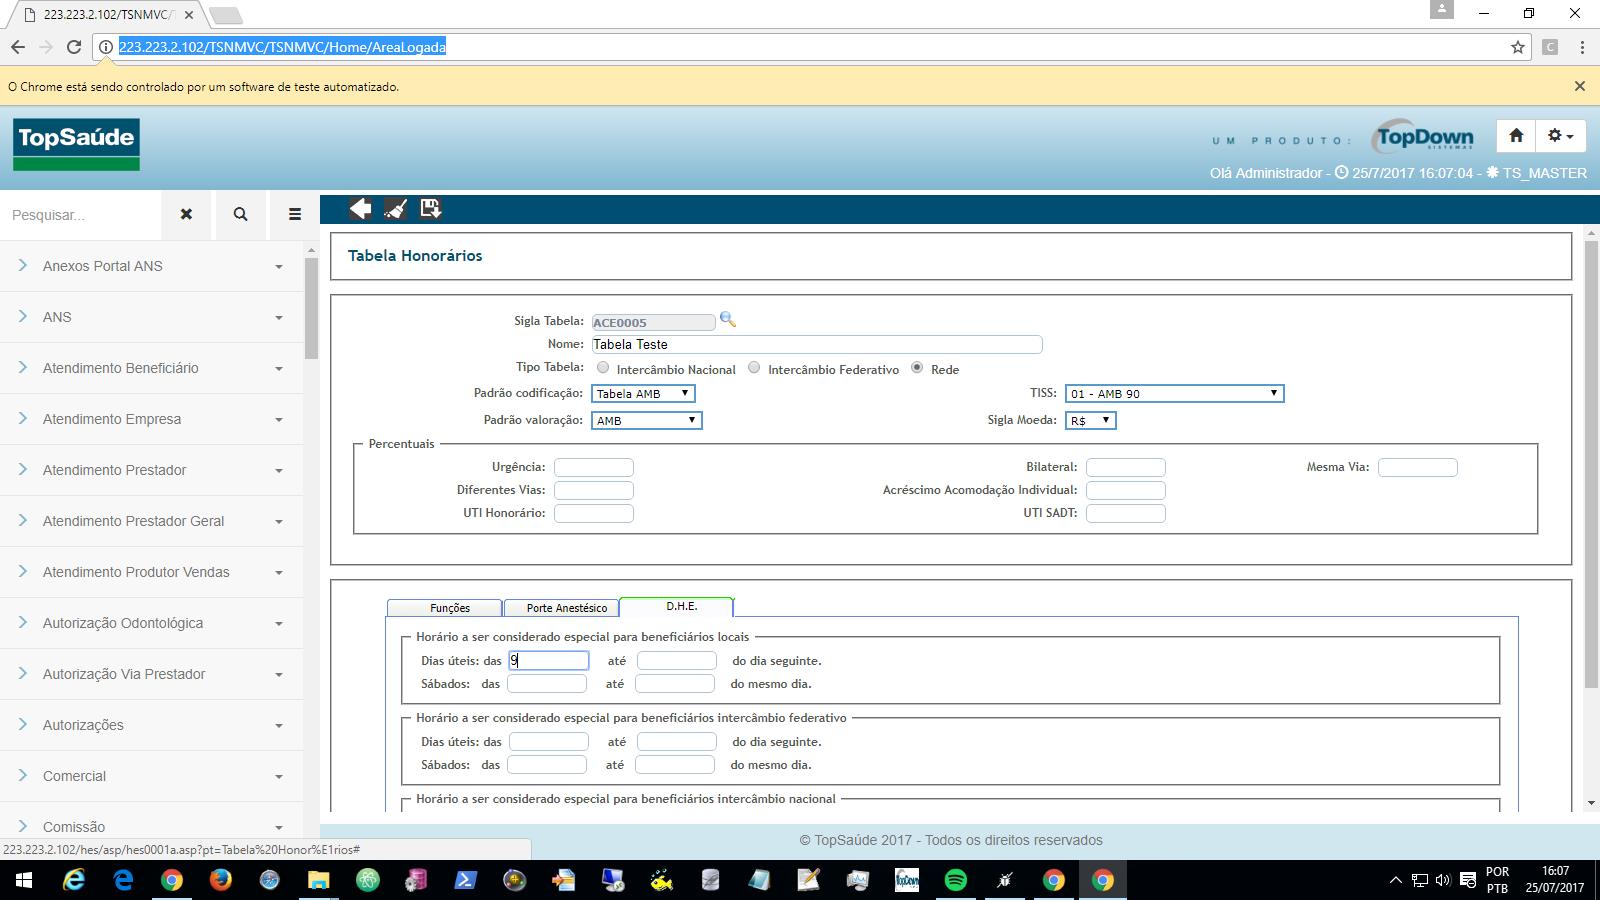 223.223.2.102/TSNMVC/T
223.223.2.102/TSNMVC/TSNMVC/Home/AreaLogada
C
O Chrome está sendo controlado por um software de teste automatizado.
TopSaúde
UM PRODUTO:
TopDown
SISTEMAS
Olá Administrador - 25/7/2017 16:07:04 - TS_MASTER
Pesquisar...
Anexos Portal ANS
ANS
Atendimento Beneficiário
Atendimento Empresa
Atendimento Prestador
Atendimento Prestador Geral
Atendimento Produtor Vendas
Autorização Odontológica
Autorização Via Prestador
Autorizações
Comercial
Comissão
Tabela Honorários
Sigla Tabela: ACE0005
Nome: Tabela Teste
Tipo Tabela: Intercâmbio Nacional Intercâmbio Federativo Rede
Padrão codificação: Tabela AMB TISS: 01 - AMB 90
Padrão valoração: AMB Sigla Moeda: R$
Percentuais
Urgência: Bilateral: Mesma Via:
Diferentes Vias: Acréscimo Acomodação Individual:
UTI Honorário: UTI SADT:
Funções Porte Anestésico D.H.E.
Horário a ser considerado especial para beneficiários locais
Dias úteis: das 9 até do dia seguinte.
Sábados: das até do mesmo dia.
Horário a ser considerado especial para beneficiários intercâmbio federativo
Dias úteis: das até do dia seguinte.
Sábados: das até do mesmo dia.
Horário a ser considerado especial para beneficiários intercâmbio nacional
© TopSaúde 2017 - Todos os direitos reservados
223.223.2.102/hes/asp/hes0001a.asp?pt=Tabela%20Honor%E1rios#
TopDown
POR
PTB
16:07
25/07/2017